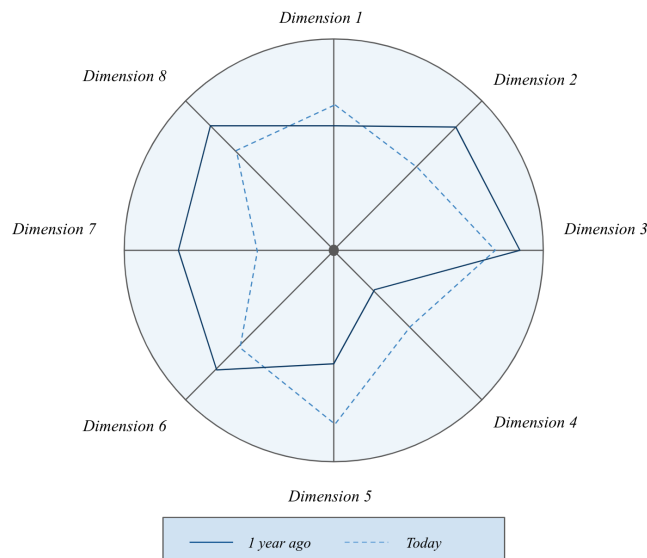 Dimension 1
Dimension 8
Dimension 2
Dimension 7
Dimension 3
Dimension 6
Dimension 4
Dimension 5
1 year ago
Today